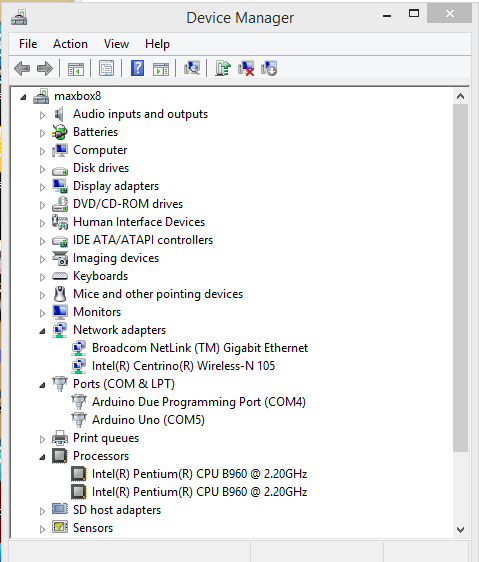 Device Manager
File Action View Help
maxbox8
Audio inputs and outputs
Batteries
Computer
Disk drives
Display adapters
DVD/CD-ROM drives
Human Interface Devices
IDE ATA/ATAPI controllers
Imaging devices
Keyboards
Mice and other pointing devices
Monitors
Network adapters
Broadcom NetLink (TM) Gigabit Ethernet
Intel(R) Centrino(R) Wireless-N 105
Ports (COM & LPT)
Arduino Due Programming Port (COM4)
Arduino Uno (COM5)
Print queues
Processors
Intel(R) Pentium(R) CPU B960 @ 2.20GHz
Intel(R) Pentium(R) CPU B960 @ 2.20GHz
SD host adapters
Sensors